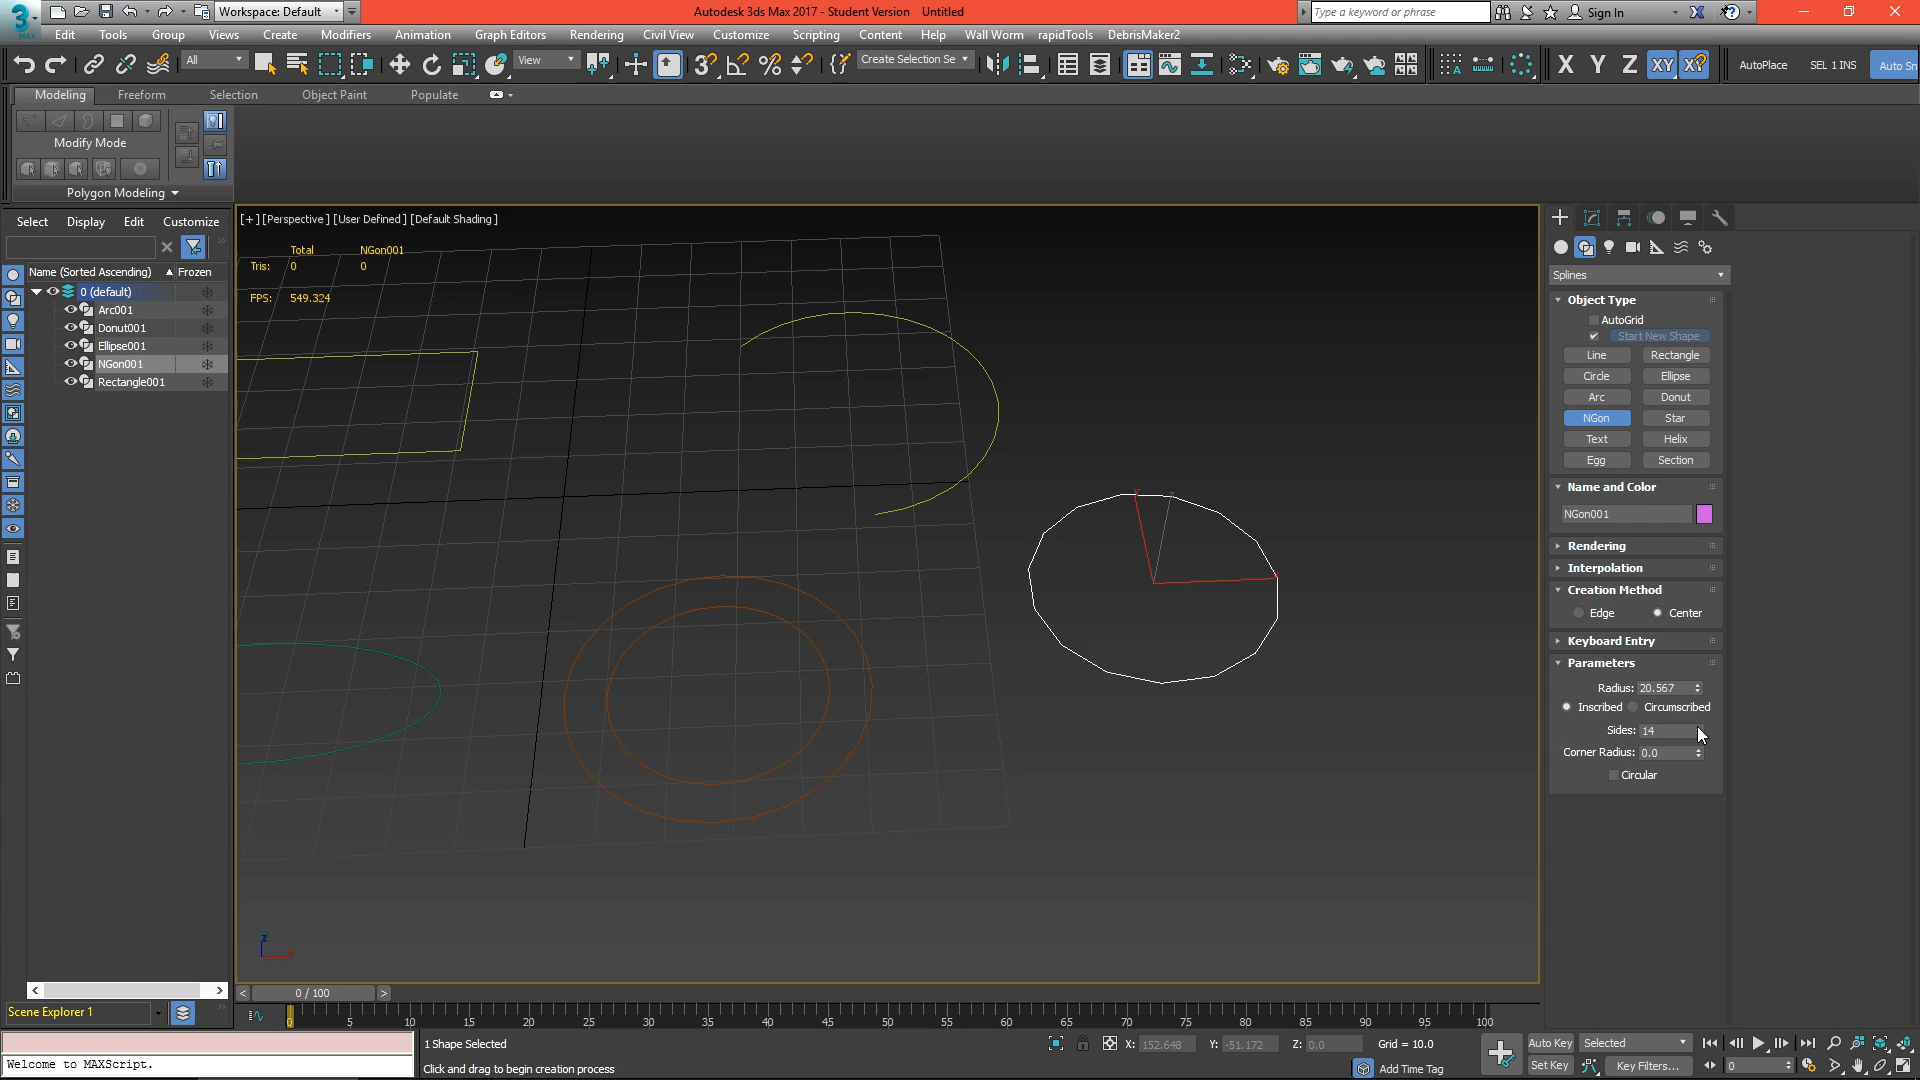 3
MAX
Workspace: Default
Autodesk 3ds Max 2017 - Student Version    Untitled
Type a keyword or phrase
Sign In
Edit Tools Group Views Create Modifiers Animation Graph Editors Rendering Civil View Customize Scripting Content Help Wall Worm rapidTools DebrisMaker2
All
View
Create Selection Se
X Y Z XY
AutoPlace
SEL 1 INS
Auto Sn
Modeling Freeform Selection Object Paint Populate
Modify Mode
Polygon Modeling
Select Display Edit Customize
Name (Sorted Ascending) Frozen
0 (default)
Arc001
Donut001
Ellipse001
NGon001
Rectangle001
[+] [Perspective] [User Defined] [Default Shading]
Total NGon001
Tris: 0 0
FPS: 549.324
Splines
Object Type
AutoGrid
Start New Shape
Line Rectangle
Circle Ellipse
Arc Donut
NGon Star
Text Helix
Egg Section
Name and Color
NGon001
Rendering
Interpolation
Creation Method
Edge Center
Keyboard Entry
Parameters
Radius: 20.567
Inscribed Circumscribed
Sides: 14
Corner Radius: 0.0
Circular
< 0 / 100 >
Scene Explorer 1
0 5 10 15 20 25 30 35 40 45 50 55 60 65 70 75 80 85 90 95 100
1 Shape Selected
X: 152.648 Y: -51.172 Z: 0.0 Grid = 10.0
Auto Key Selected
Welcome to MAXScript.
Click and drag to begin creation process
Add Time Tag
Set Key Key Filters...
0